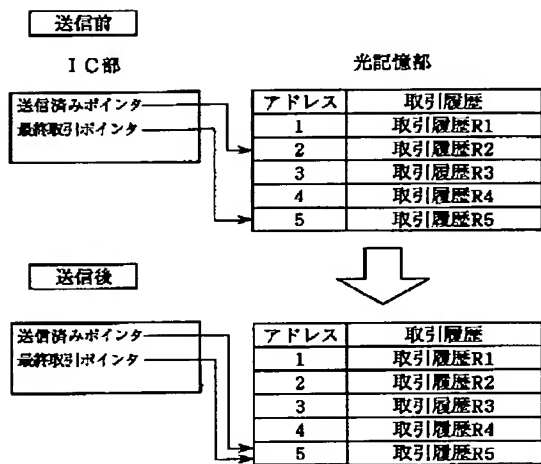 送信前
IC部
光記憶部
送信済みポインタ
最終取引ポインタ
アドレス 取引履歴
1 取引履歴R1
2 取引履歴R2
3 取引履歴R3
4 取引履歴R4
5 取引履歴R5
送信後
送信済みポインタ
最終取引ポインタ
アドレス 取引履歴
1 取引履歴R1
2 取引履歴R2
3 取引履歴R3
4 取引履歴R4
5 取引履歴R5